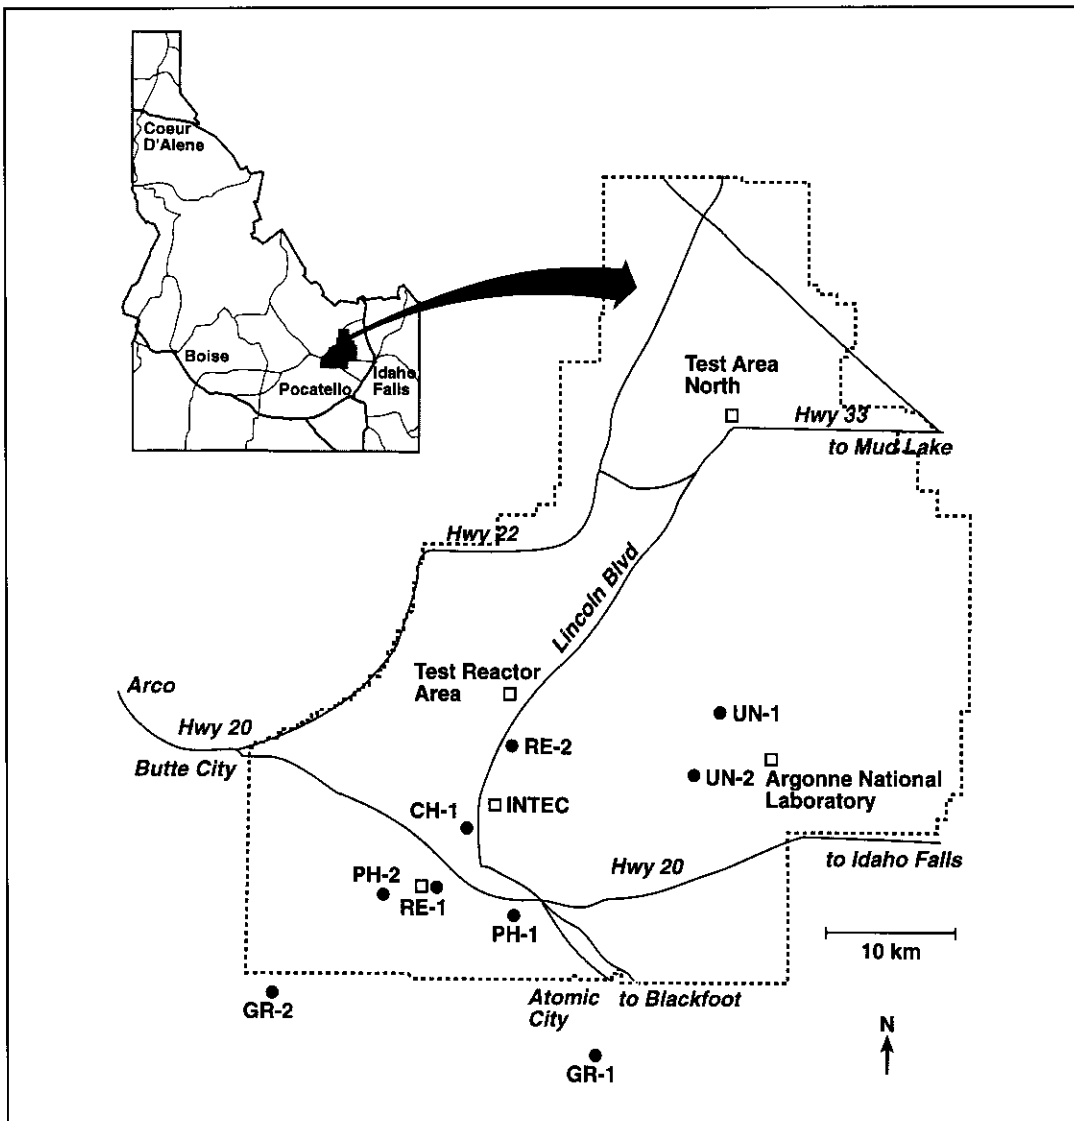 Coeur
D'Alene
Boise
Pocatello
Idaho
Falls
Test Area
North
Hwy 33
to Mud Lake
Hwy 22
Lincoln Blvd
Test Reactor
Area
Arco
Hwy 20
Butte City
UN-1
RE-2
UN-2
Argonne National
Laboratory
INTEC
CH-1
to Idaho Falls
Hwy 20
PH-2
RE-1
PH-1
10 km
Atomic
City
to Blackfoot
GR-2
N
GR-1